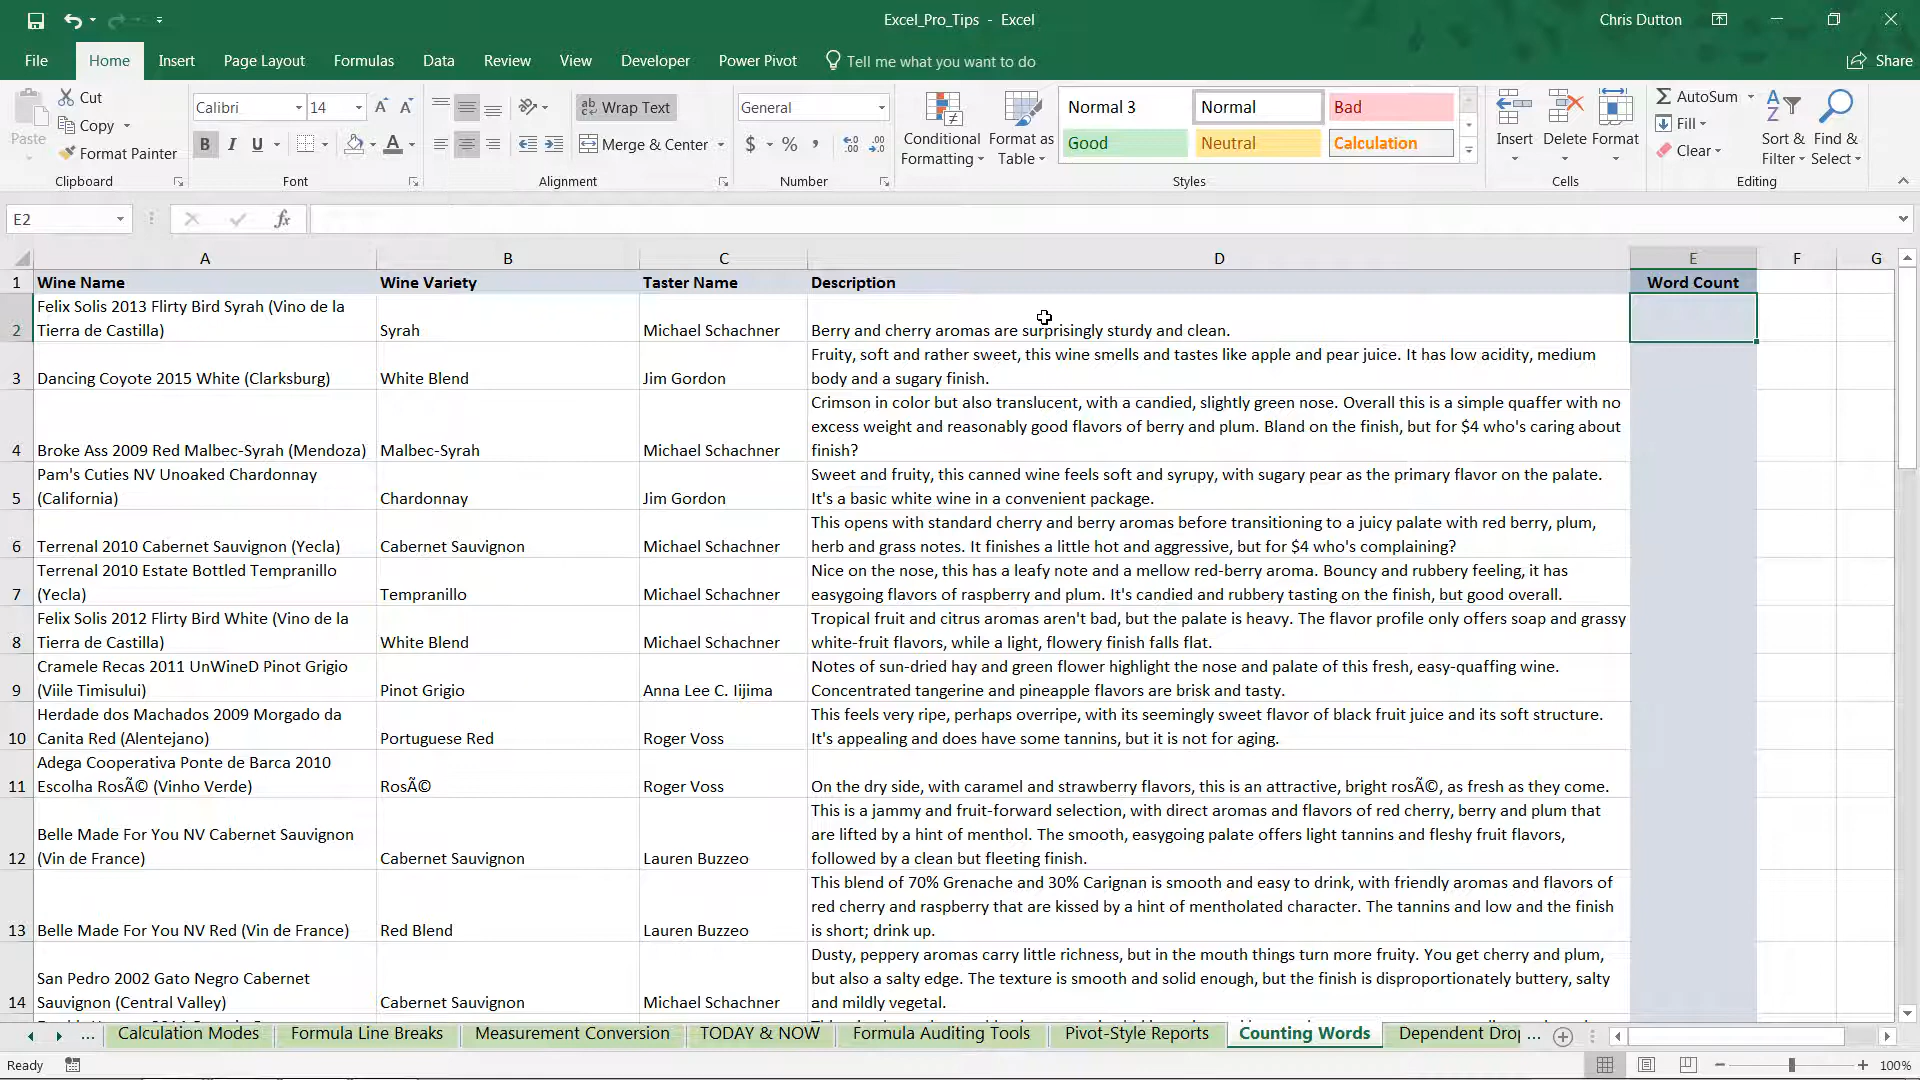 Excel_Pro_Tips - Excel
Chris Dutton
File Home Insert Page Layout Formulas Data Review View Developer Power Pivot Tell me what you want to do Share
Paste
Cut
Copy
Format Painter
Clipboard
Calibri 14
B I U
Font
Wrap Text
Merge & Center
Alignment
General
$ % ,
Number
Conditional
Formatting
Format as
Table
Normal 3 Normal Bad
Good Neutral Calculation
Styles
Insert Delete Format
Cells
AutoSum
Fill
Clear
Sort &
Filter
Find &
Select
Editing
E2
fx
A B C D E F G
1 Wine Name Wine Variety Taster Name Description Word Count
Felix Solis 2013 Flirty Bird Syrah (Vino de la
2 Tierra de Castilla) Syrah Michael Schachner Berry and cherry aromas are surprisingly sturdy and clean.
Fruity, soft and rather sweet, this wine smells and tastes like apple and pear juice. It has low acidity, medium
3 Dancing Coyote 2015 White (Clarksburg) White Blend Jim Gordon body and a sugary finish.
Crimson in color but also translucent, with a candied, slightly green nose. Overall this is a simple quaffer with no
excess weight and reasonably good flavors of berry and plum. Bland on the finish, but for $4 who's caring about
4 Broke Ass 2009 Red Malbec-Syrah (Mendoza) Malbec-Syrah Michael Schachner finish?
Pam's Cuties NV Unoaked Chardonnay Sweet and fruity, this canned wine feels soft and syrupy, with sugary pear as the primary flavor on the palate.
5 (California) Chardonnay Jim Gordon It's a basic white wine in a convenient package.
This opens with standard cherry and berry aromas before transitioning to a juicy palate with red berry, plum,
6 Terrenal 2010 Cabernet Sauvignon (Yecla) Cabernet Sauvignon Michael Schachner herb and grass notes. It finishes a little hot and aggressive, but for $4 who's complaining?
Terrenal 2010 Estate Bottled Tempranillo Nice on the nose, this has a leafy note and a mellow red-berry aroma. Bouncy and rubbery feeling, it has
7 (Yecla) Tempranillo Michael Schachner easygoing flavors of raspberry and plum. It's candied and rubbery tasting on the finish, but good overall.
Felix Solis 2012 Flirty Bird White (Vino de la Tropical fruit and citrus aromas aren't bad, but the palate is heavy. The flavor profile only offers soap and grassy
8 Tierra de Castilla) White Blend Michael Schachner white-fruit flavors, while a light, flowery finish falls flat.
Cramele Recas 2011 UnWineD Pinot Grigio Notes of sun-dried hay and green flower highlight the nose and palate of this fresh, easy-quaffing wine.
9 (Viile Timisului) Pinot Grigio Anna Lee C. Iijima Concentrated tangerine and pineapple flavors are brisk and tasty.
Herdade dos Machados 2009 Morgado da This feels very ripe, perhaps overripe, with its seemingly sweet flavor of black fruit juice and its soft structure.
10 Canita Red (Alentejano) Portuguese Red Roger Voss It's appealing and does have some tannins, but it is not for aging.
Adega Cooperativa Ponte de Barca 2010
11 Escolha RosÃ© (Vinho Verde) RosÃ© Roger Voss On the dry side, with caramel and strawberry flavors, this is an attractive, bright rosÃ©, as fresh as they come.
This is a jammy and fruit-forward selection, with direct aromas and flavors of red cherry, berry and plum that
Belle Made For You NV Cabernet Sauvignon are lifted by a hint of menthol. The smooth, easygoing palate offers light tannins and fleshy fruit flavors,
12 (Vin de France) Cabernet Sauvignon Lauren Buzzeo followed by a clean but fleeting finish.
This blend of 70% Grenache and 30% Carignan is smooth and easy to drink, with friendly aromas and flavors of
red cherry and raspberry that are kissed by a hint of mentholated character. The tannins and low and the finish
13 Belle Made For You NV Red (Vin de France) Red Blend Lauren Buzzeo is short; drink up.
Dusty, peppery aromas carry little richness, but in the mouth things turn more fruity. You get cherry and plum,
San Pedro 2002 Gato Negro Cabernet but also a salty edge. The texture is smooth and solid enough, but the finish is disproportionately buttery, salty
14 Sauvignon (Central Valley) Cabernet Sauvignon Michael Schachner and mildly vegetal.
... Calculation Modes Formula Line Breaks Measurement Conversion TODAY & NOW Formula Auditing Tools Pivot-Style Reports Counting Words Dependent Drop ...
Ready 100%